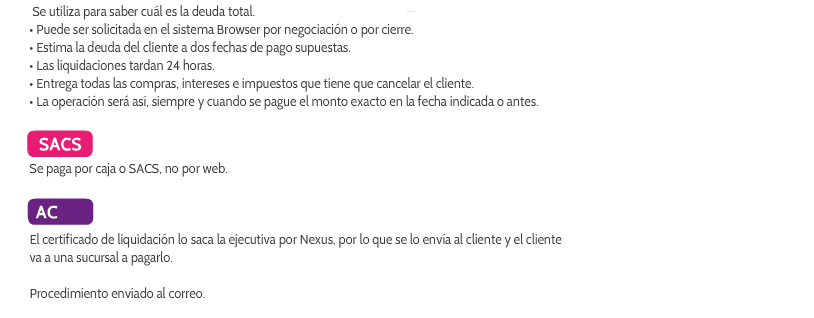 Se utiliza para saber cuál es la deuda total.
• Puede ser solicitada en el sistema Browser por negociación o por cierre.
• Estima la deuda del cliente a dos fechas de pago supuestas.
• Las liquidaciones tardan 24 horas.
• Entrega todas las compras, intereses e impuestos que tiene que cancelar el cliente.
• La operación será asi, siempre y cuando se pague el monto exacto en la fecha indicada o antes.
SACS
Se paga por caja o SACS, no por web.
AC
El certificado de liquidación lo saca la ejecutiva por Nexus, por lo que se lo envía al cliente y el cliente
va a una sucursal a pagarlo.
Procedimiento enviado al correo.